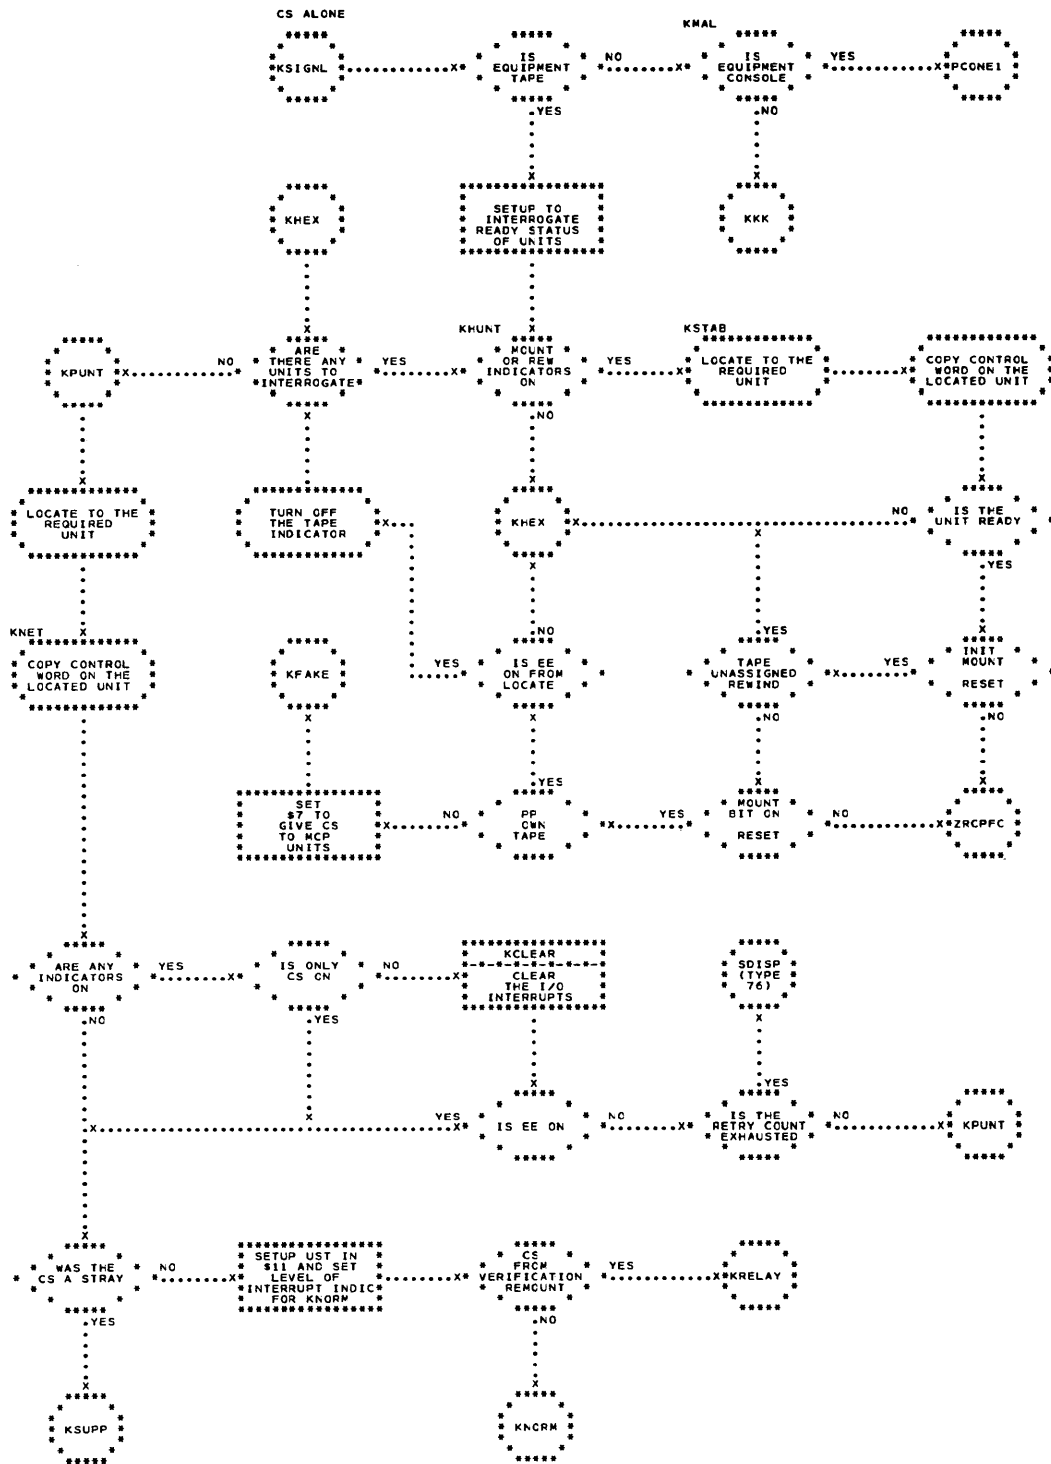 CS ALONE
KSIGNL
IS
EQUIPMENT
TAPE
NO
KMAL
IS
EQUIPMENT
CONSOLE
YES
PCONE1
YES
NO
KHEX
SETUP TO
INTERROGATE
READY STATUS
OF UNITS
KKK
KPUNT
NO
ARE
THERE ANY
UNITS TO
INTERROGATE
YES
KHUNT
MOUNT
OR REW
INDICATORS
ON
YES
KSTAB
LOCATE TO THE
REQUIRED
UNIT
COPY CONTROL
WORD ON THE
LOCATED UNIT
NO
LOCATE TO THE
REQUIRED
UNIT
TURN OFF
THE TAPE
INDICATOR
KHEX
NO
IS THE
UNIT READY
YES
KNET
COPY CONTROL
WORD ON THE
LOCATED UNIT
KFAKE
YES
NO
IS EE
ON FROM
LOCATE
YES
TAPE
UNASSIGNED
REWIND
YES
INIT
MOUNT
RESET
NO
NO
SET
$7 TO
GIVE CS
TO MCP
UNITS
NO
YES
PP
OWN
TAPE
YES
MOUNT
BIT ON
RESET
NO
ZRCPFC
ARE ANY
INDICATORS
ON
YES
IS ONLY
CS CN
NO
KCLEAR
CLEAR
THE I/O
INTERRUPTS
SDISP
(TYPE
76)
NO
YES
YES
IS EE ON
NO
YES
IS THE
RETRY COUNT
EXHAUSTED
NO
KPUNT
WAS THE
CS A STRAY
NO
SETUP UST IN
$11 AND SET
LEVEL OF
INTERRUPT INDIC
FOR KNORM
CS
FROM
VERIFICATION
REMOUNT
YES
KRELAY
YES
NO
KSUPP
KNCRM